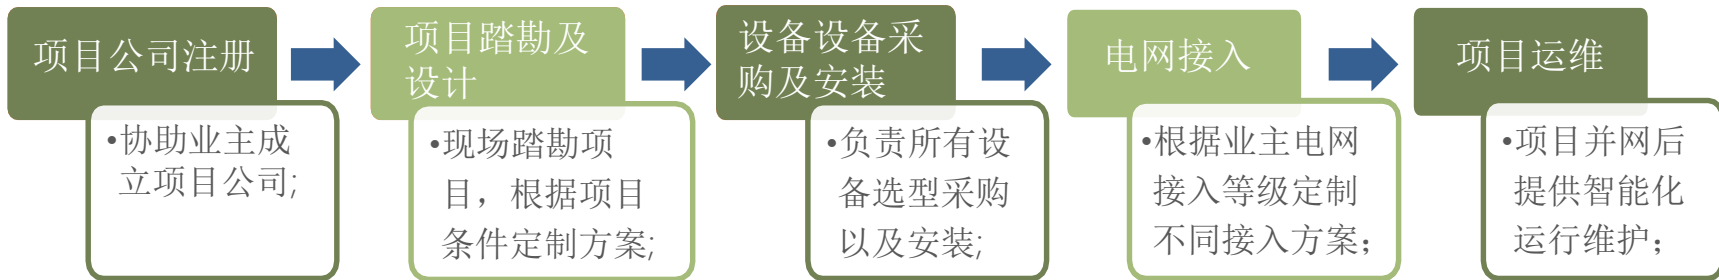 项目公司注册
•协助业主成
立项目公司;
项目踏勘及
设计
•现场踏勘项
目，根据项目
条件定制方案;
设备设备采
购及安装
•负责所有设
备选型采购
以及安装;
电网接入
•根据业主电网
接入等级定制
不同接入方案；
项目运维
•项目并网后
提供智能化
运行维护；